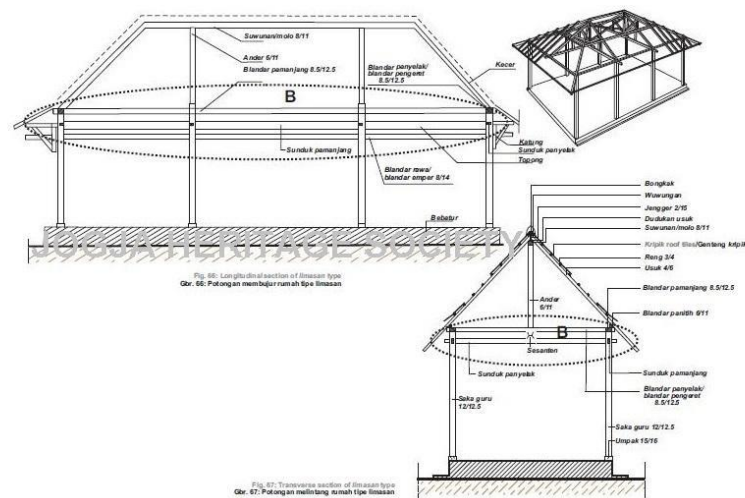 Suwunan/molo 8/11
Ander 6/11
Blandar pamanjang 8.5/12.5
Blandar panyelak/
blandar pengeret
8.5/12.5
Kecer
B
Katung
Sunduk panyelak
Sunduk pamanjang
Toppng
Blandar rawa/
blandar emper 8/14
Bebatur
JOGJA HERITAGE SOCIETY
Fig. 66: Longitudinal section of limasan type
Gbr. 66: Potongan membujur rumah tipe limasan
Bongkak
Wuwungan
Jengger 2/15
Dudukan usuk
Suwunan/molo 8/11
Kripik roof tiles/Genteng kripik
Reng 3/4
Usuk 4/6
Blandar pamanjang 8.5/12.5
Ander
6/11
Blandar panitih 6/11
B
Sesanten
Sunduk panyelak
Sunduk pamanjang
Blandar panyelak/
blandar pengeret
8.5/12.5
Saka guru
12/12.5
Saka guru 12/12.5
Umpak 15/16
Fig. 67: Transverse section of limasan type
Gbr. 67: Potongan melintang rumah tipe limasan